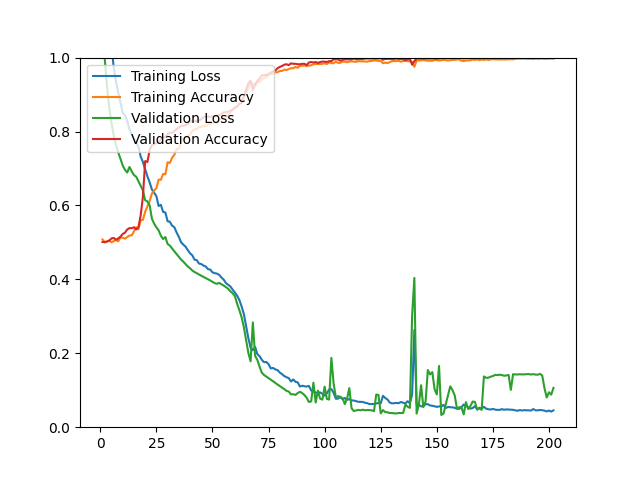 1.0
0.8
0.6
0.4
0.2
0.0
Training Loss
Training Accuracy
Validation Loss
Validation Accuracy
0 25 50 75 100 125 150 175 200